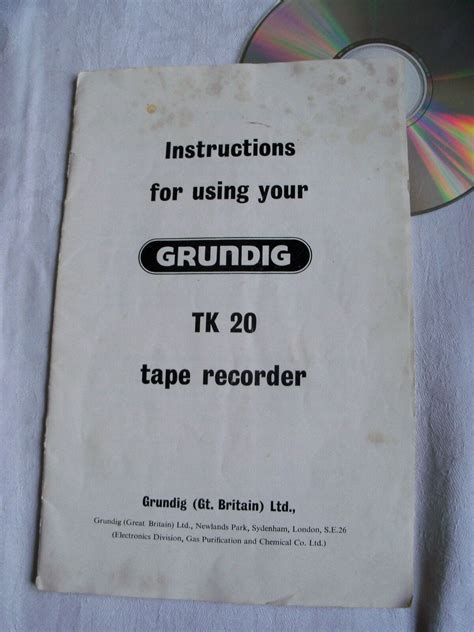 Instructions
for using your
GRUNDIG
TK 20
tape recorder
Grundig (Gt. Britain) Ltd.,
Grundig (Great Britain) Ltd., Newlands Park, Sydenham, London, S.E.26
(Electronics Division, Gas Purification and Chemical Co. Ltd.)